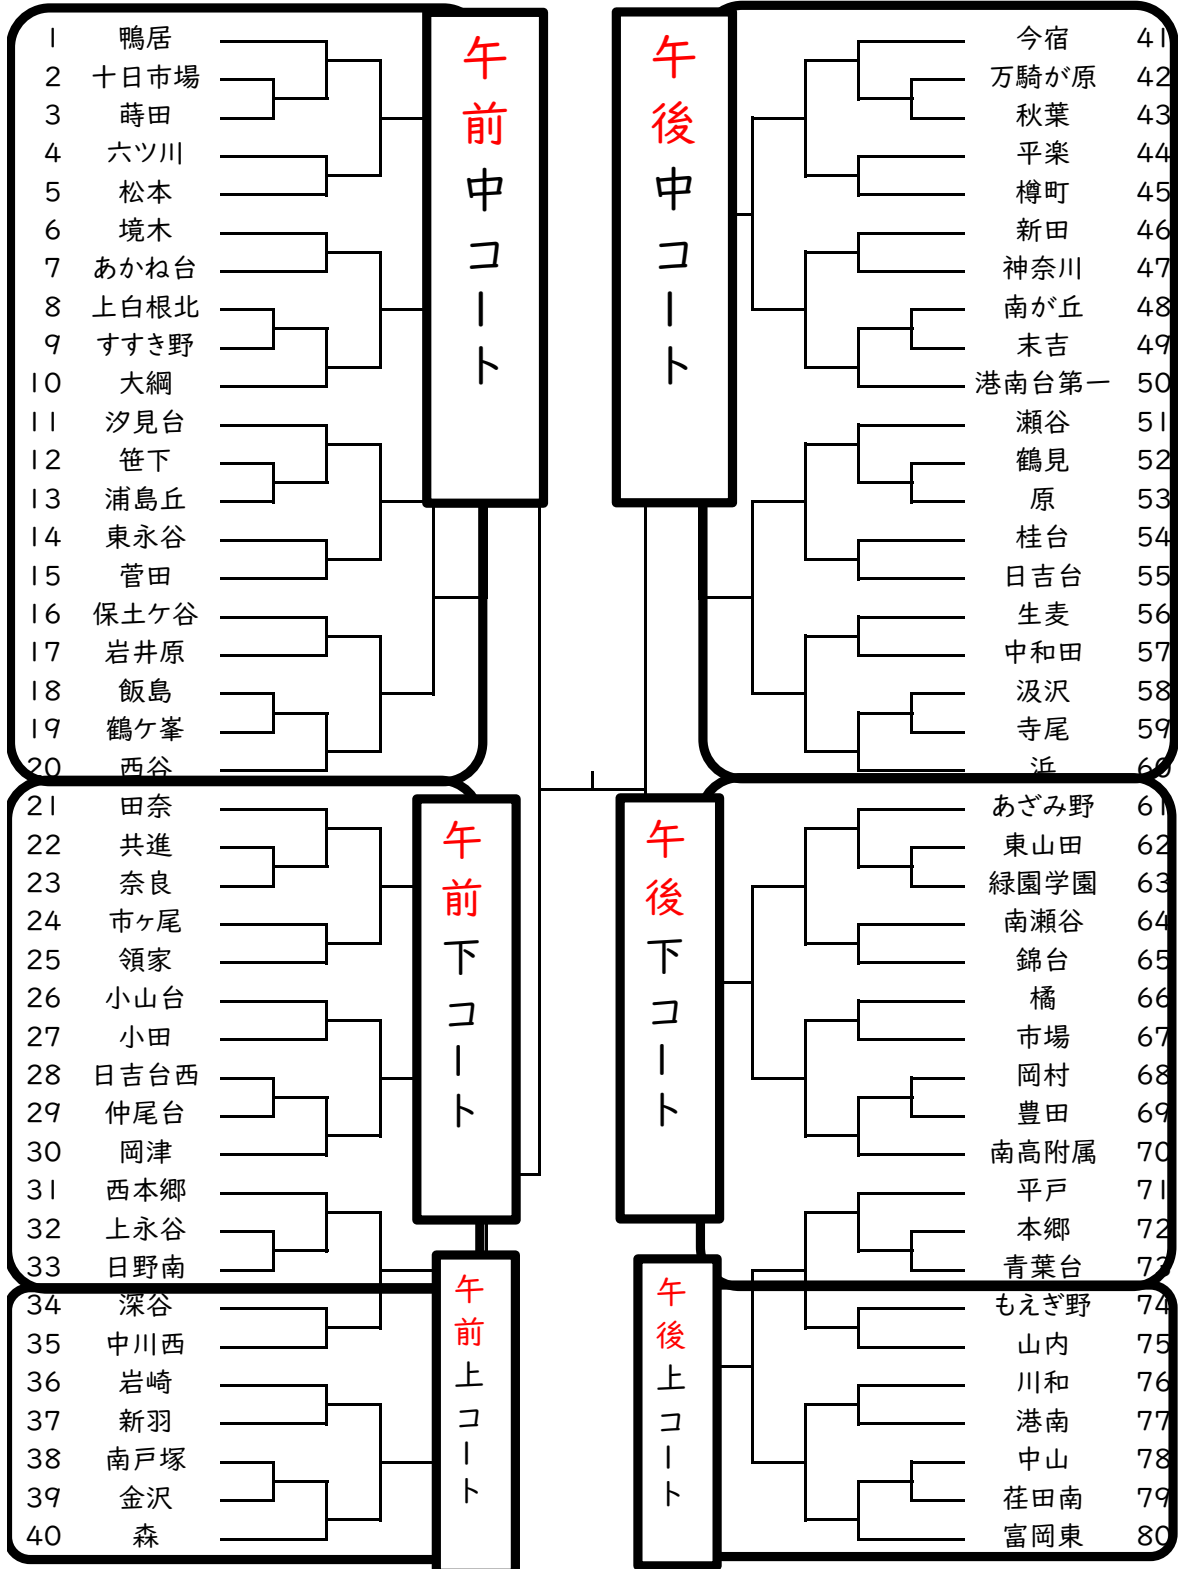 1 鴨居
2 十日市場
3 蒔田
4 六ツ川
5 松本
6 境木
7 あかね台
8 上白根北
9 すすき野
10 大綱
11 汐見台
12 笹下
13 浦島丘
14 東永谷
15 菅田
16 保土ケ谷
17 岩井原
18 飯島
19 鶴ケ峯
20 西谷
21 田奈
22 共進
23 奈良
24 市ヶ尾
25 領家
26 小山台
27 小田
28 日吉台西
29 仲尾台
30 岡津
31 西本郷
32 上永谷
33 日野南
34 深谷
35 中川西
36 岩崎
37 新羽
38 南戸塚
39 金沢
40 森
午前中コート
午前下コート
午前上コート
午後中コート
午後下コート
午後上コート
今宿 41
万騎が原 42
秋葉 43
平楽 44
樽町 45
新田 46
神奈川 47
南が丘 48
末吉 49
港南台第一 50
瀬谷 51
鶴見 52
原 53
桂台 54
日吉台 55
生麦 56
中和田 57
汲沢 58
寺尾 59
浜 60
あざみ野 61
東山田 62
緑園学園 63
南瀬谷 64
錦台 65
橘 66
市場 67
岡村 68
豊田 69
南高附属 70
平戸 71
本郷 72
青葉台 73
もえぎ野 74
山内 75
川和 76
港南 77
中山 78
荏田南 79
富岡東 80